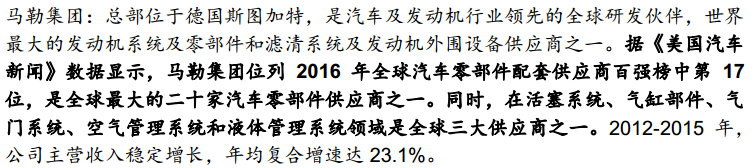 马勒集团：总部位于德国斯图加特，是汽车及发动机行业领先的全球研发伙伴，世界
最大的发动机系统及零部件和滤清系统及发动机外围设备供应商之一。据《美国汽车
新闻》数据显示，马勒集团位列 2016 年全球汽车零部件配套供应商百强榜中第 17
位，是全球最大的二十家汽车零部件供应商之一。同时，在活塞系统、气缸部件、气
门系统、空气管理系统和液体管理系统领域是全球三大供应商之一。2012-2015 年，
公司主营收入稳定增长，年均复合增速达 23.1%。